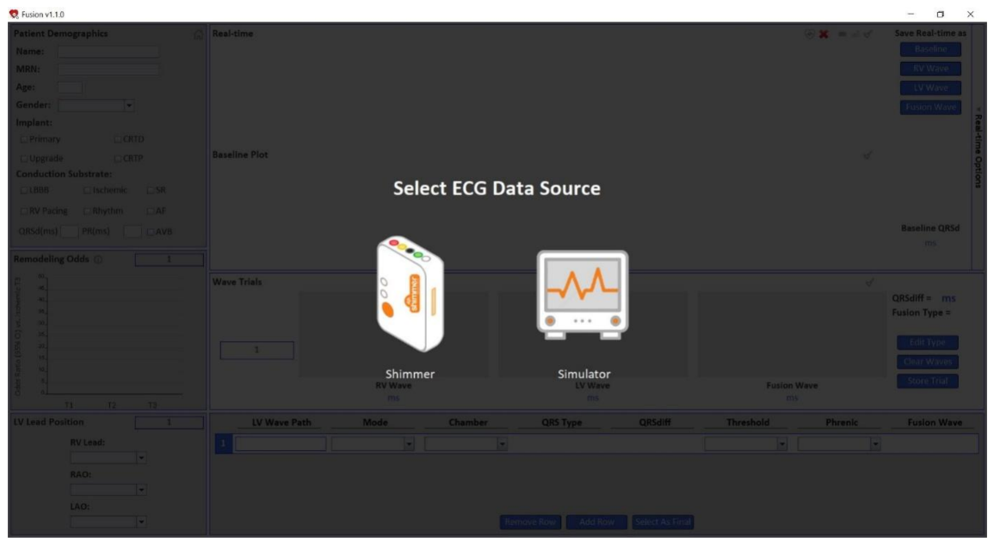 Fusion v1.1.0
Patient Demographics
Name:
MRN:
Age:
Gender:
Implant:
Primary CRTD
Upgrade CRTP
Conduction Substrate:
LBBB Ischemic SR
RV Pacing Rhythm AF
QRSd(ms) PR(ms) AVB
Real-time
Save Real-time as
Baseline
RV Wave
LV Wave
Fusion Wave
Real-time Options
Baseline Plot
Baseline QRSd
ms
Select ECG Data Source
shimmer
Shimmer
Simulator
Remodeling Odds 1
T1 T2 T3
Wave Trials
1
RV Wave
ms
LV Wave
ms
Fusion Wave
ms
QRSdiff = ms
Fusion Type =
Edit Type
Clear Waves
Store Trial
LV Lead Position 1
RV Lead:
RAO:
LAO:
LV Wave Path Mode Chamber QRS Type QRSdiff Threshold Phrenic Fusion Wave
1
Remove Row Add Row Select As Final